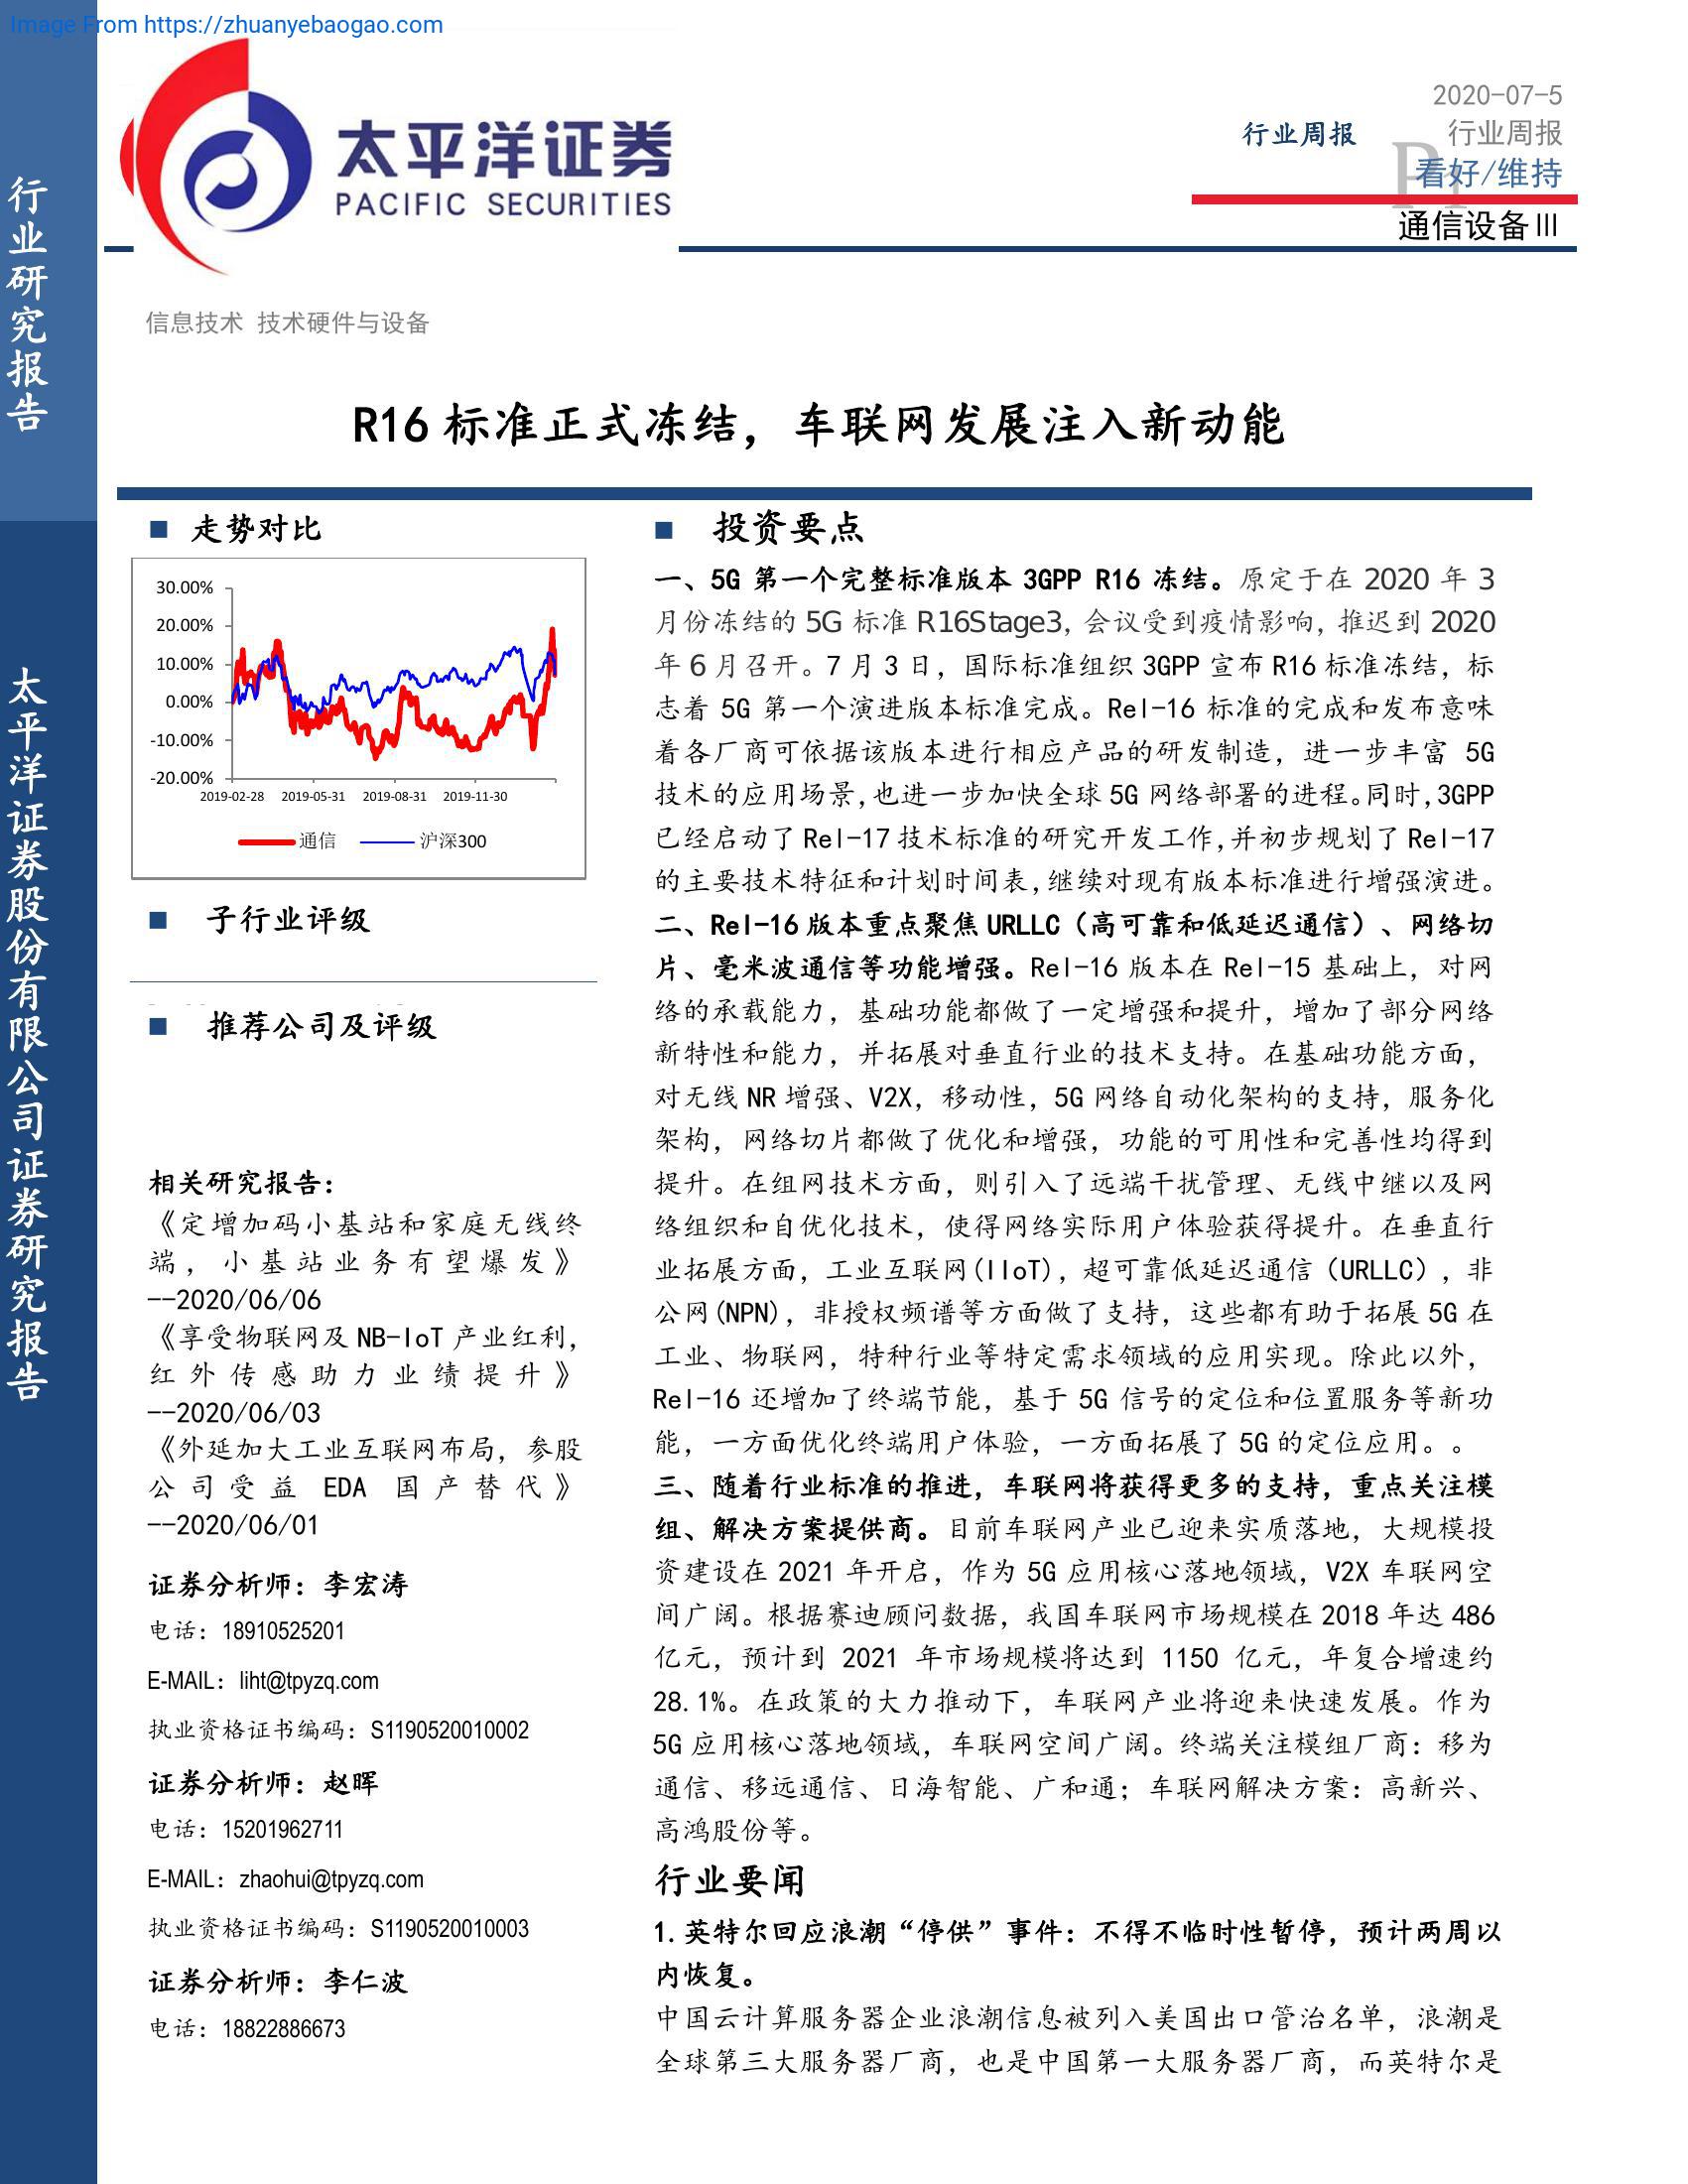 Image From https://zhuanyebaogao.com
太平洋证券
PACIFIC SECURITIES
2020-07-5
行业周报
行业周报
P1
看好/维持
通信设备Ⅲ
行业研究报告
太平洋证券股份有限公司证券研究报告
信息技术 技术硬件与设备
R16 标准正式冻结，车联网发展注入新动能
■ 走势对比
30.00%
20.00%
10.00%
0.00%
-10.00%
-20.00%
2019-02-28 2019-05-31 2019-08-31 2019-11-30
通信 沪深300
■ 子行业评级
■ 推荐公司及评级
相关研究报告：
《定增加码小基站和家庭无线终
端，小基站业务有望爆发》
--2020/06/06
《享受物联网及 NB-IoT 产业红利，
红外传感助力业绩提升》
--2020/06/03
《外延加大工业互联网布局，参股
公司受益 EDA 国产替代》
--2020/06/01
证券分析师：李宏涛
电话：18910525201
E-MAIL：liht@tpyzq.com
执业资格证书编码：S1190520010002
证券分析师：赵晖
电话：15201962711
E-MAIL：zhaohui@tpyzq.com
执业资格证书编码：S1190520010003
证券分析师：李仁波
电话：18822886673
■ 投资要点
一、5G 第一个完整标准版本 3GPP R16 冻结。原定于在 2020 年 3
月份冻结的 5G 标准 R16Stage3，会议受到疫情影响，推迟到 2020
年 6 月召开。7 月 3 日，国际标准组织 3GPP 宣布 R16 标准冻结，标
志着 5G 第一个演进版本标准完成。Rel-16 标准的完成和发布意味
着各厂商可依据该版本进行相应产品的研发制造，进一步丰富 5G
技术的应用场景，也进一步加快全球 5G 网络部署的进程。同时，3GPP
已经启动了 Rel-17 技术标准的研究开发工作，并初步规划了 Rel-17
的主要技术特征和计划时间表，继续对现有版本标准进行增强演进。
二、Rel-16 版本重点聚焦 URLLC（高可靠和低延迟通信）、网络切
片、毫米波通信等功能增强。Rel-16 版本在 Rel-15 基础上，对网
络的承载能力，基础功能都做了一定增强和提升，增加了部分网络
新特性和能力，并拓展对垂直行业的技术支持。在基础功能方面，
对无线 NR 增强、V2X，移动性，5G 网络自动化架构的支持，服务化
架构，网络切片都做了优化和增强，功能的可用性和完善性均得到
提升。在组网技术方面，则引入了远端干扰管理、无线中继以及网
络组织和自优化技术，使得网络实际用户体验获得提升。在垂直行
业拓展方面，工业互联网(IIoT)，超可靠低延迟通信（URLLC），非
公网(NPN)，非授权频谱等方面做了支持，这些都有助于拓展 5G 在
工业、物联网，特种行业等特定需求领域的应用实现。除此以外，
Rel-16 还增加了终端节能，基于 5G 信号的定位和位置服务等新功
能，一方面优化终端用户体验，一方面拓展了 5G 的定位应用。。
三、随着行业标准的推进，车联网将获得更多的支持，重点关注模
组、解决方案提供商。目前车联网产业已迎来实质落地，大规模投
资建设在 2021 年开启，作为 5G 应用核心落地领域，V2X 车联网空
间广阔。根据赛迪顾问数据，我国车联网市场规模在 2018 年达 486
亿元，预计到 2021 年市场规模将达到 1150 亿元，年复合增速约
28.1%。在政策的大力推动下，车联网产业将迎来快速发展。作为
5G 应用核心落地领域，车联网空间广阔。终端关注模组厂商：移为
通信、移远通信、日海智能、广和通；车联网解决方案：高新兴、
高鸿股份等。
行业要闻
1.英特尔回应浪潮“停供”事件：不得不临时性暂停，预计两周以
内恢复。
中国云计算服务器企业浪潮信息被列入美国出口管治名单，浪潮是
全球第三大服务器厂商，也是中国第一大服务器厂商，而英特尔是